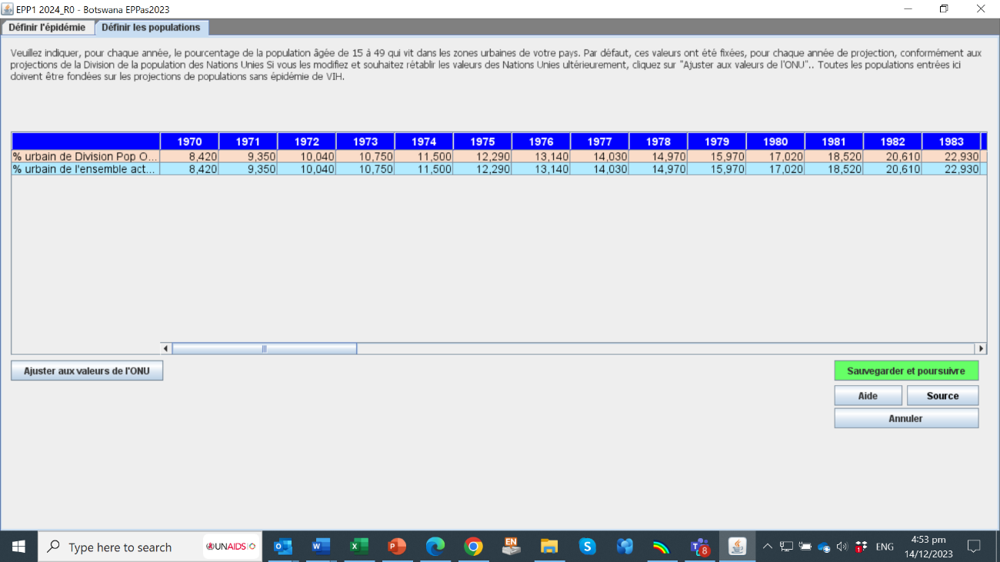 EPP1 2024_R0 - Botswana EPPas2023
Définir l'épidémie Définir les populations
Veuillez indiquer, pour chaque année, le pourcentage de la population âgée de 15 à 49 qui vit dans les zones urbaines de votre pays. Par défaut, ces valeurs ont été fixées, pour chaque année de projection, conformément aux
projections de la Division de la population des Nations Unies Si vous les modifiez et souhaitez rétablir les valeurs des Nations Unies ultérieurement, cliquez sur "Ajuster aux valeurs de l'ONU".. Toutes les populations entrées ici
doivent être fondées sur les projections de populations sans épidémie de VIH.
1970 1971 1972 1973 1974 1975 1976 1977 1978 1979 1980 1981 1982 1983
% urbain de Division Pop O... 8,420 9,350 10,040 10,750 11,500 12,290 13,140 14,030 14,970 15,970 17,020 18,520 20,610 22,930
% urbain de l'ensemble act... 8,420 9,350 10,040 10,750 11,500 12,290 13,140 14,030 14,970 15,970 17,020 18,520 20,610 22,930
Ajuster aux valeurs de l'ONU
Sauvegarder et poursuivre
Aide Source
Annuler
Type here to search UNAIDS EN 8 1 ENG 4:53 pm
14/12/2023